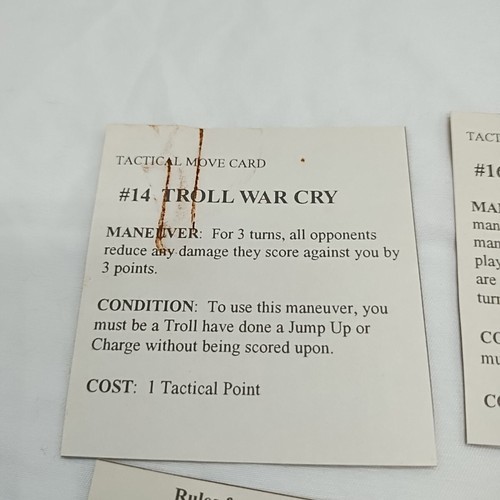 TACTICAL MOVE CARD
#14 TROLL WAR CRY
MANEUVER: For 3 turns, all opponents
reduce any damage they score against you by
3 points.
CONDITION: To use this maneuver, you
must be a Troll have done a Jump Up or
Charge without being scored upon.
COST: 1 Tactical Point